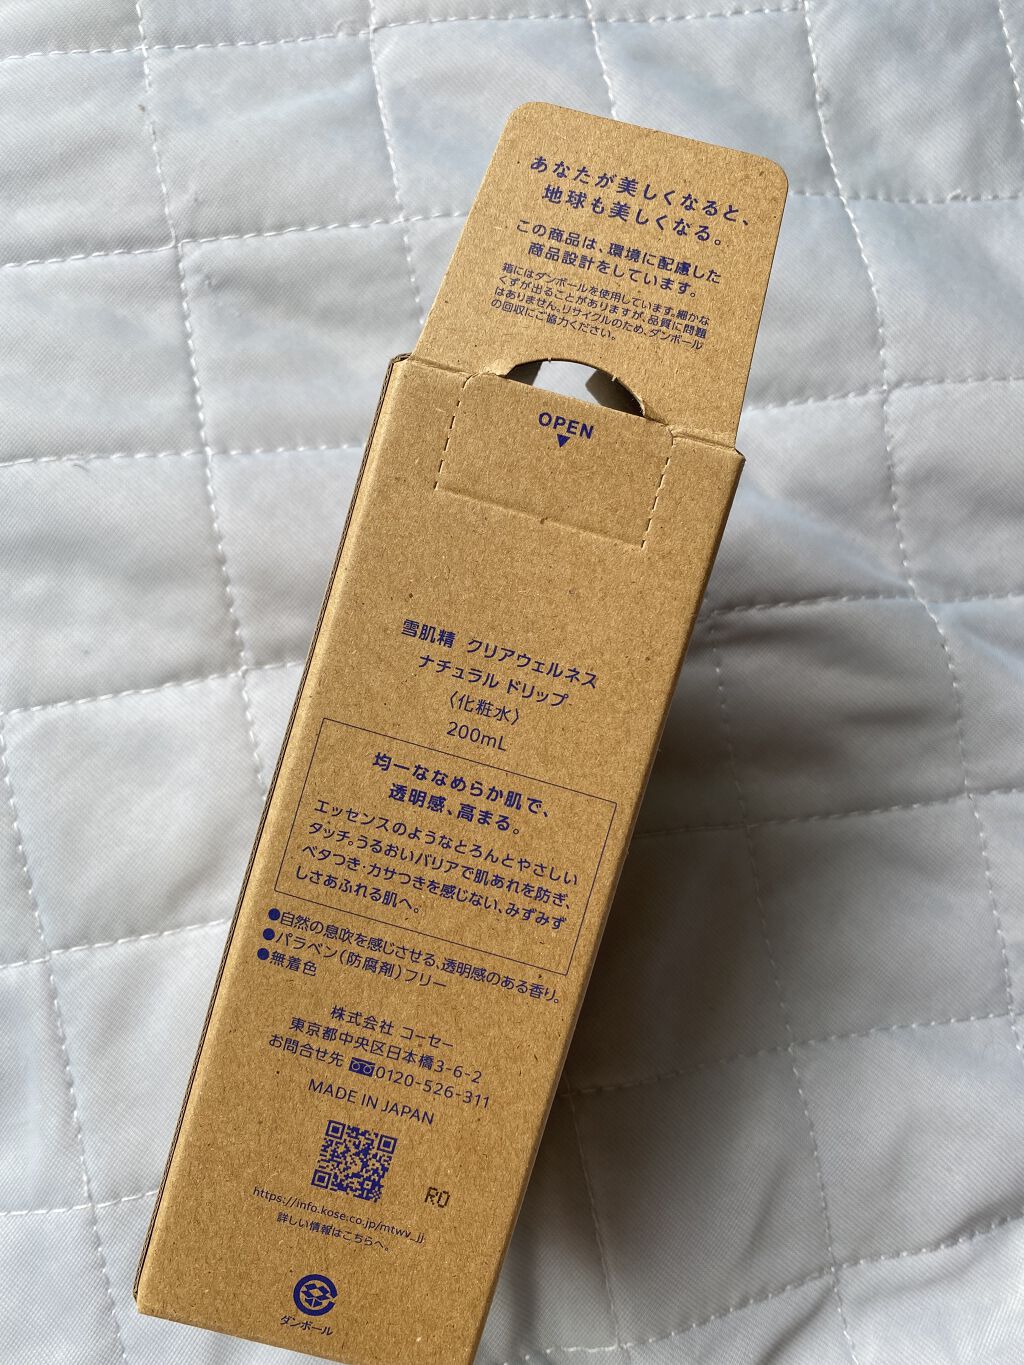 あなたが美しくなると、
地球も美しくなる。
この商品は、環境に配慮した
商品設計をしています。
箱にはダンボールを使用しています。細かな
くずが出ることがありますが、品質に問題
はありません。リサイクルのため、ダンボール
の回収にご協力ください。
OPEN
雪肌精 クリアウェルネス
ナチュラル ドリップ
〈化粧水〉
200mL
均一ななめらか肌で、
透明感、高まる。
エッセンスのようなとろんとやさしい
タッチ。うるおいバリアで肌あれを防ぎ、
ベタつき・カサつきを感じない、みずみず
しさあふれる肌へ。
●自然の息吹を感じさせる、透明感のある香り。
●パラベン(防腐剤)フリー
●無着色
株式会社 コーセー
東京都中央区日本橋3-6-2
お問合せ先 0120-526-311
MADE IN JAPAN
RO
https://info.kose.co.jp/mtwv_jj
詳しい情報はこちらへ。
ダンボール